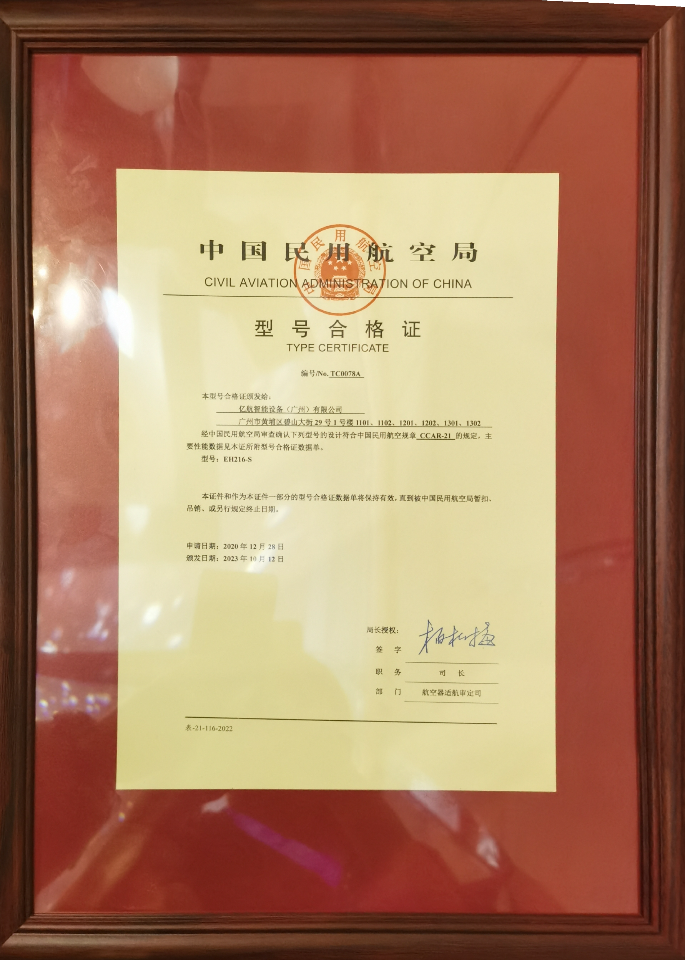 中国民用航空局
中国民用航空局
CIVIL AVIATION ADMINISTRATION OF CHINA
型号合格证
TYPE CERTIFICATE
编号/No. TC0078A
本型号合格证颁发给:
亿航智能设备（广州）有限公司
广州市黄埔区碧山大街29号1号楼1101、1102、1201、1202、1301、1302
经中国民用航空局审查确认下列型号的设计符合中国民用航空规章 CCAR-21 的规定。主
要性能数据见本证所附型号合格证数据单。
型号：EH216-S
本证件和作为本证件一部分的型号合格证数据单将保持有效，直到被中国民用航空局暂扣、
吊销、或另行规定终止日期。
申请日期：2020 年 12 月 28 日
颁发日期：2023 年 10 月 12 日
局长授权：
签 字
职 务 司 长
部 门 航空器适航审定司
表-21-116-2022